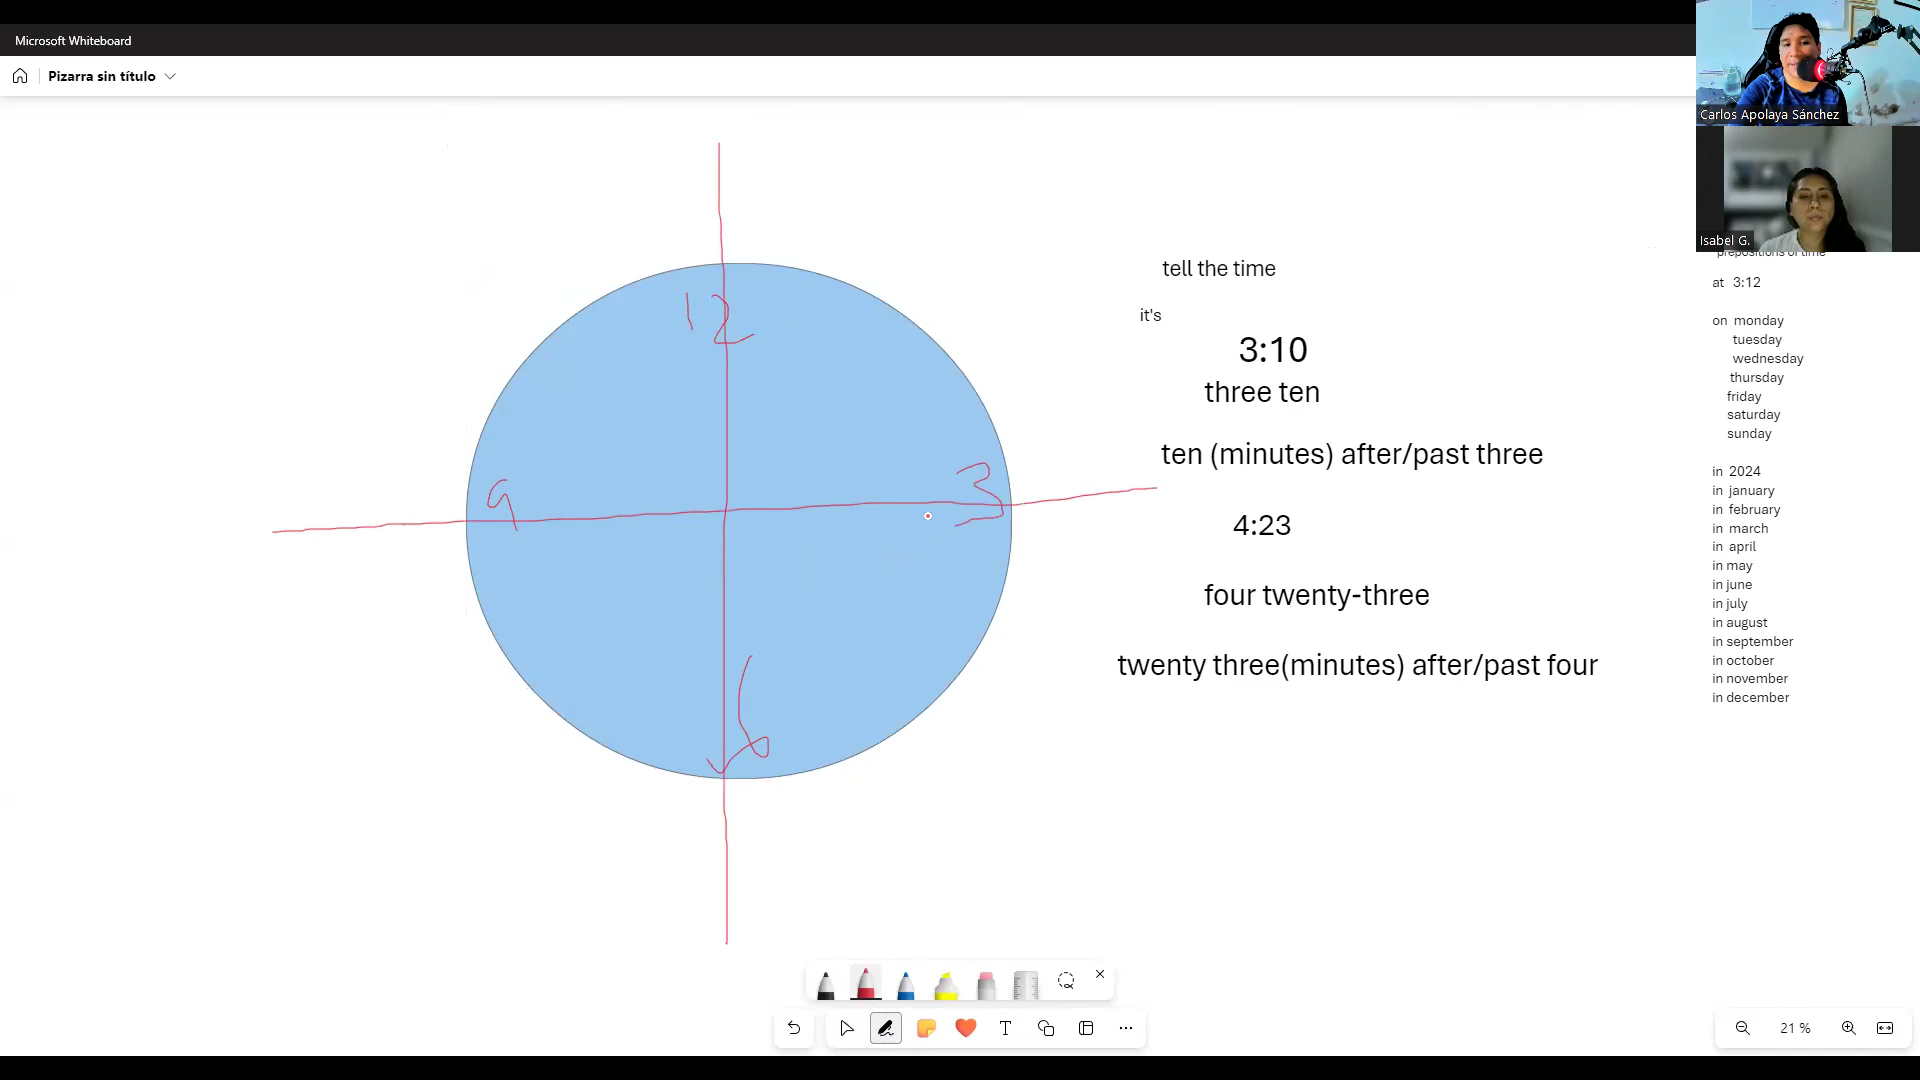 Microsoft Whiteboard
Pizarra sin título
Carlos Apolaya Sánchez
Isabel G.
12
9
3
6
tell the time
it's
3:10
three ten
ten (minutes) after/past three
4:23
four twenty-three
twenty three(minutes) after/past four
prepositions of time
at 3:12
on monday
tuesday
wednesday
thursday
friday
saturday
sunday
in 2024
in january
in february
in march
in april
in may
in june
in july
in august
in september
in october
in november
in december
21 %